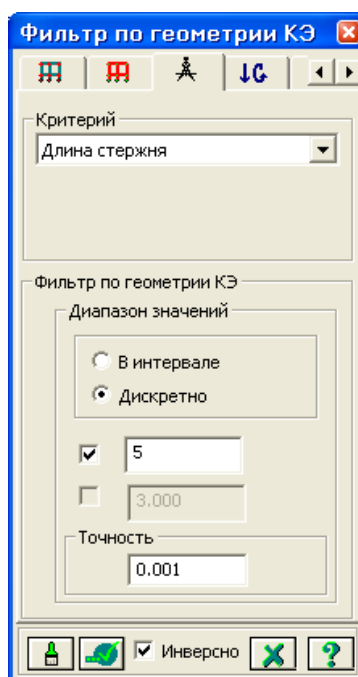 Фильтр по геометрии КЭ
Критерий
Длина стержня
Фильтр по геометрии КЭ
Диапазон значений
В интервале
Дискретно
5
3.000
Точность
0.001
Инверсно
?